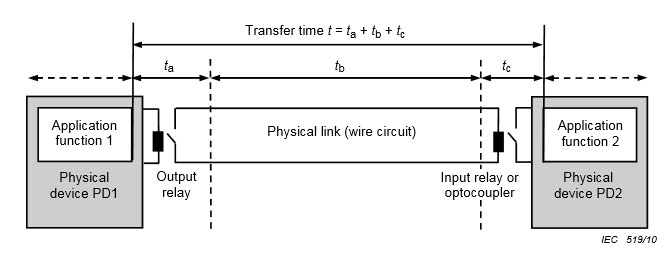 Transfer time t = ta + tb + tc
ta
tb
tc
Application
function 1
Physical link (wire circuit)
Application
function 2
Physical
device PD1
Output
relay
Input relay or
optocoupler
Physical
device PD2
IEC 519/10